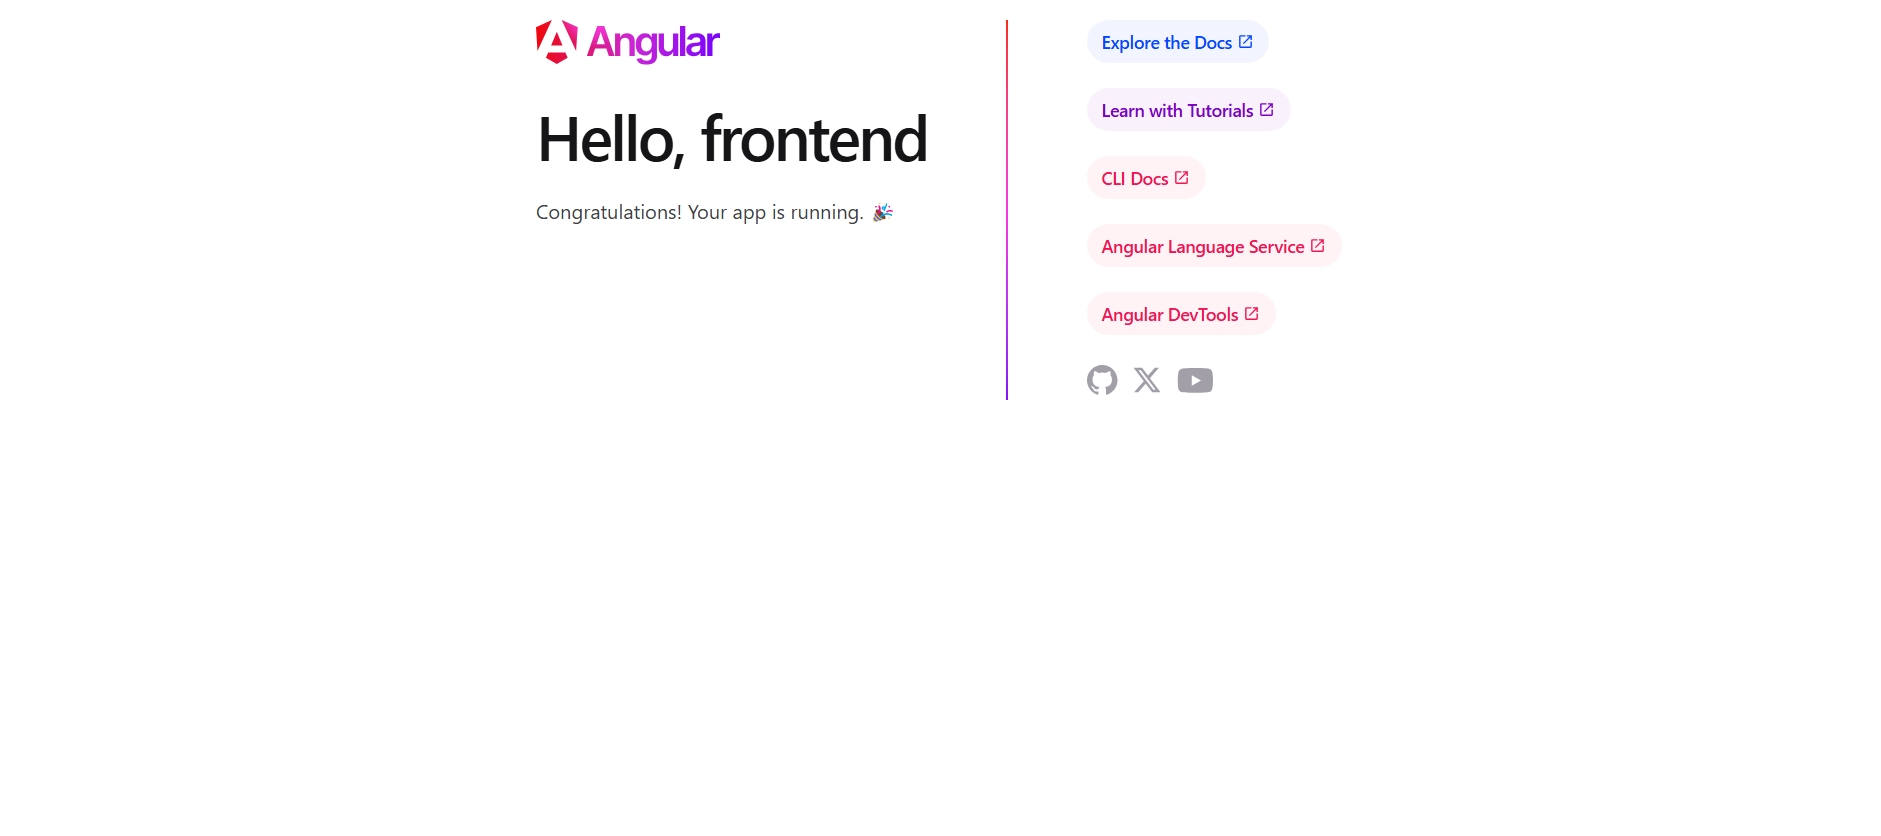 Angular
Hello, frontend
Congratulations! Your app is running. 🎉
Explore the Docs
Learn with Tutorials
CLI Docs
Angular Language Service
Angular DevTools